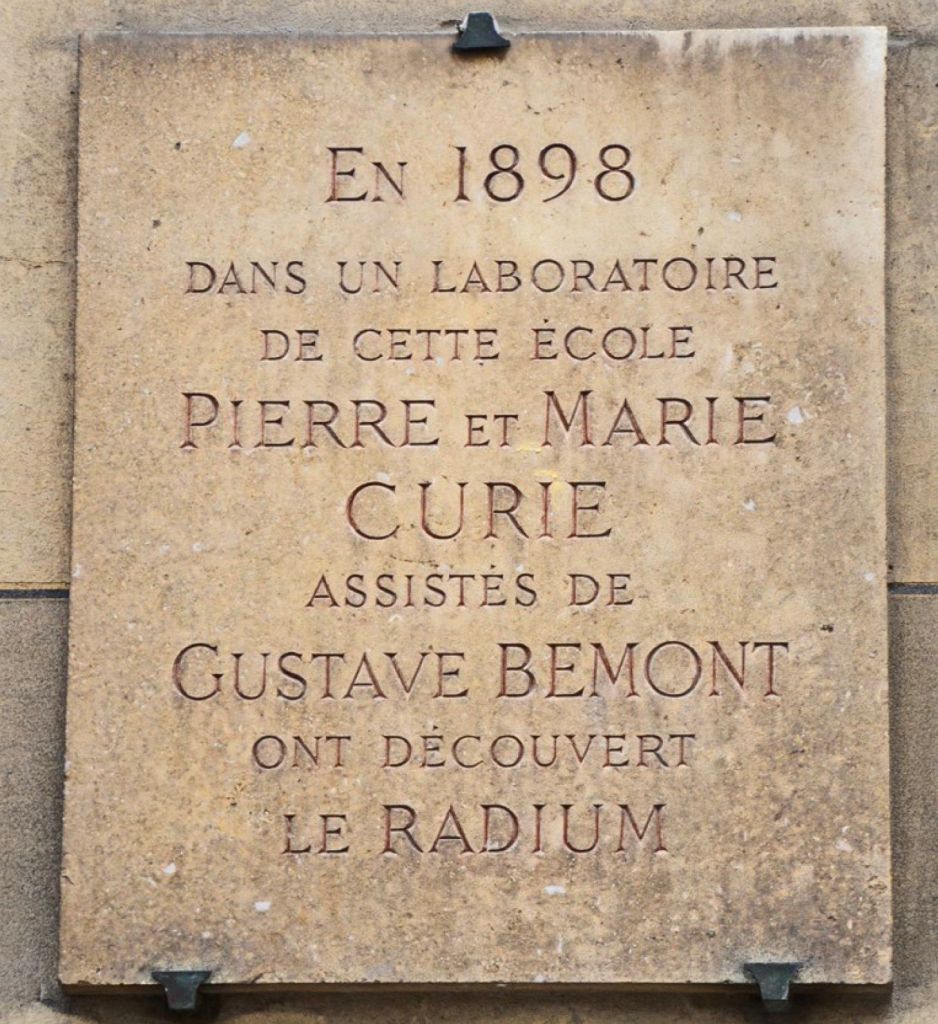 En 1898
DANS UN LABORATOIRE
DE CETTE ÉCOLE
PIERRE ET MARIE
CURIE
ASSISTÉS DE
GUSTAVE BEMONT
ONT DÉCOUVERT
LE RADIUM